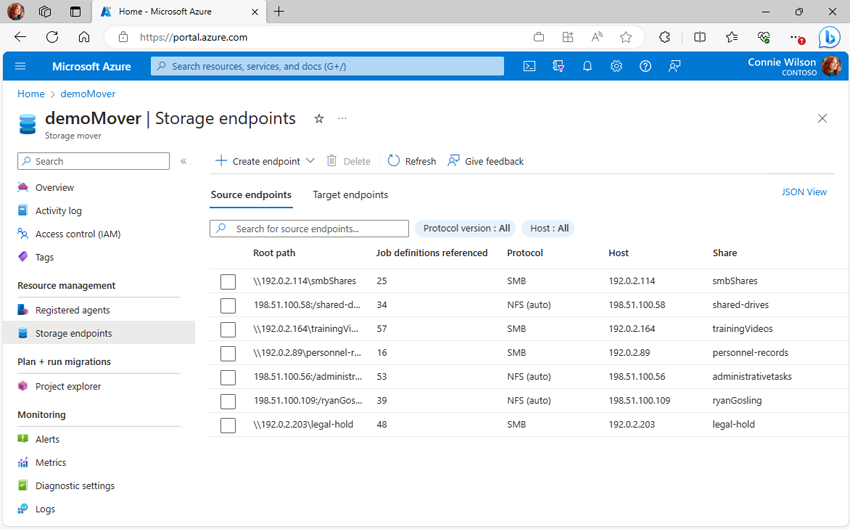 Home - Microsoft Azure
https://portal.azure.com
Microsoft Azure
Search resources, services, and docs (G+/)
Connie Wilson
CONTOSO
Home > demoMover
demoMover | Storage endpoints
Storage mover
Search
Create endpoint Delete Refresh Give feedback
Overview
Activity log
Access control (IAM)
Tags
Resource management
Registered agents
Storage endpoints
Plan + run migrations
Project explorer
Monitoring
Alerts
Metrics
Diagnostic settings
Logs
Source endpoints Target endpoints JSON View
Search for source endpoints... Protocol version : All Host : All
Root path Job definitions referenced Protocol Host Share
\\192.0.2.114\smbShares 25 SMB 192.0.2.114 smbShares
198.51.100.58:/shared-d... 34 NFS (auto) 198.51.100.58 shared-drives
\\192.0.2.164\trainingVi... 57 SMB 192.0.2.164 trainingVideos
\\192.0.2.89\personnel-r... 16 SMB 192.0.2.89 personnel-records
198.51.100.56:/administr... 53 NFS (auto) 198.51.100.56 administrativetasks
198.51.100.109:/ryanGos... 39 NFS (auto) 198.51.100.109 ryanGosling
\\192.0.2.203\legal-hold 48 SMB 192.0.2.203 legal-hold